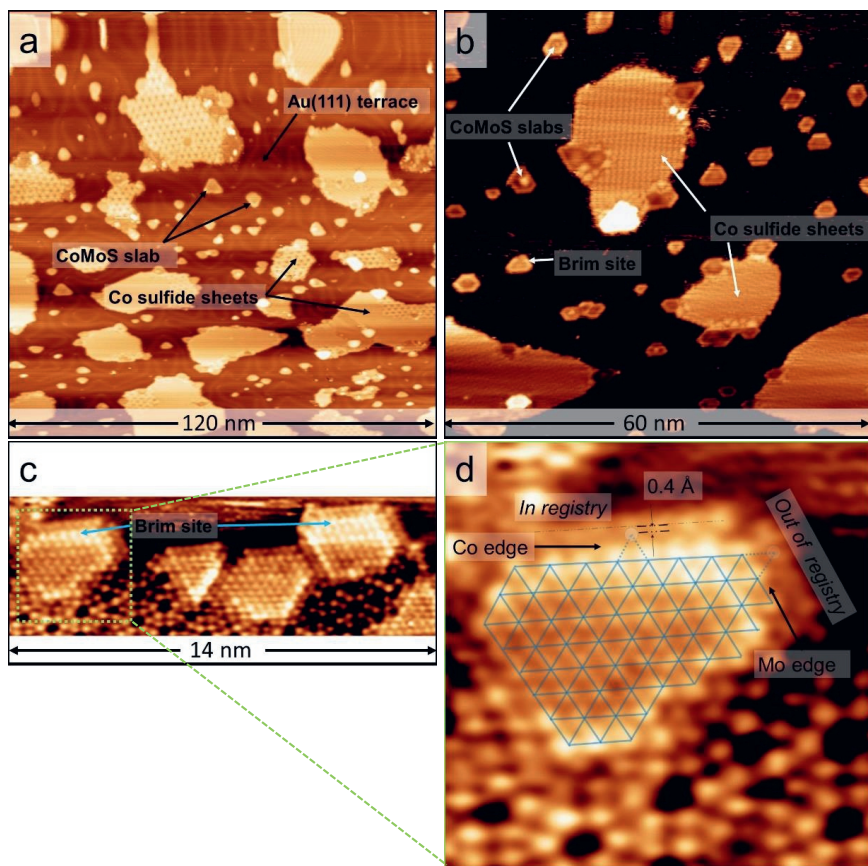 a
Au(111) terrace
CoMoS slab
Co sulfide sheets
120 nm
b
CoMoS slabs
Co sulfide sheets
Brim site
60 nm
c
Brim site
14 nm
d
0.4 Å
In registry
Co edge
Out of registry
Mo edge